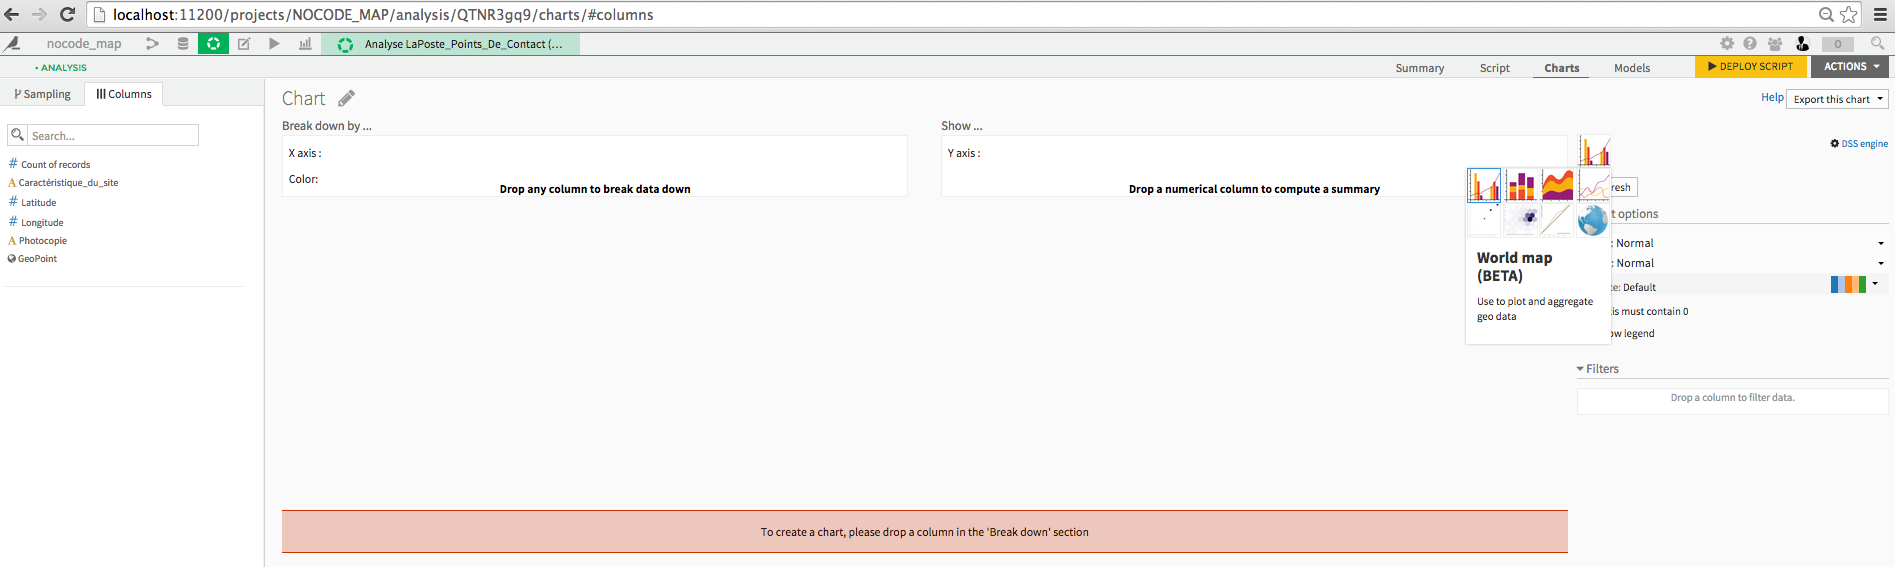 localhost:11200/projects/NOCODE_MAP/analysis/QTNR3gq9/charts/#columns
nocode_map
Analyse LaPoste_Points_De_Contact (...
0
• ANALYSIS
Summary
Script
Charts
Models
DEPLOY SCRIPT
ACTIONS
Sampling
Columns
Chart
Help
Export this chart
Search...
# Count of records
A Caractéristique_du_site
# Latitude
# Longitude
A Photocopie
GeoPoint
Break down by ...
X axis :
Color:
Drop any column to break data down
Show ...
Y axis :
Drop a numerical column to compute a summary
DSS engine
resh
t options
: Normal
: Normal
te: Default
is must contain 0
ow legend
World map
(BETA)
Use to plot and aggregate
geo data
Filters
Drop a column to filter data.
To create a chart, please drop a column in the 'Break down' section